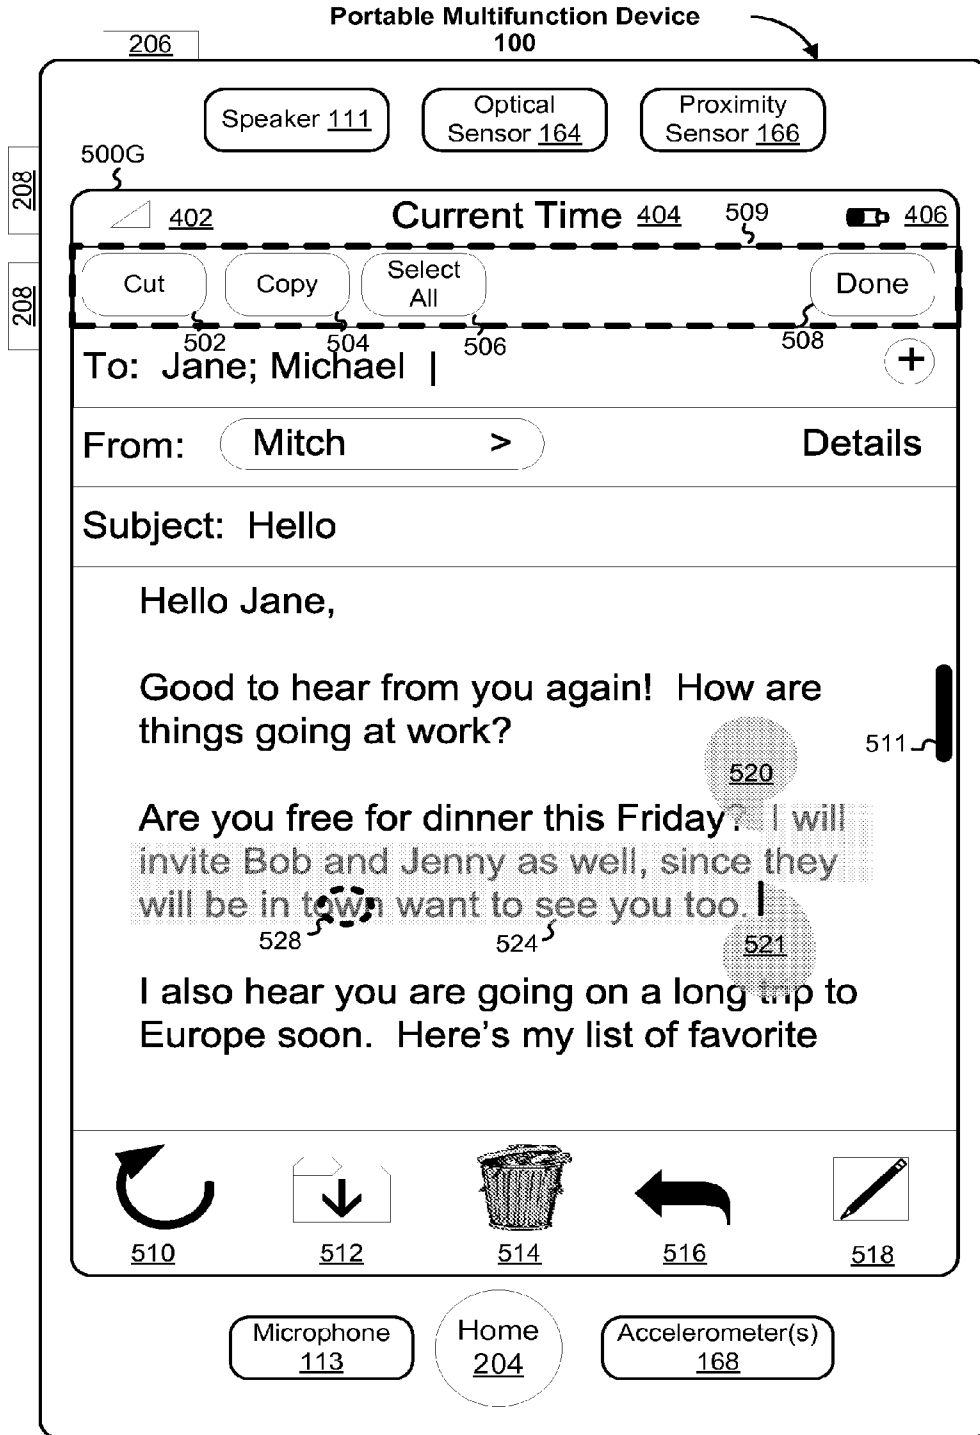 Portable Multifunction Device
100
206
Speaker 111
Optical
Sensor 164
Proximity
Sensor 166
500G
208
402
Current Time 404
509
406
Cut
Copy
Select
All
Done
208
502
504
506
508
To: Jane; Michael |
+
From: Mitch >
Details
Subject: Hello
Hello Jane,
Good to hear from you again! How are
things going at work?
511
520
Are you free for dinner this Friday? I will
invite Bob and Jenny as well, since they
will be in town want to see you too.
528
524
521
I also hear you are going on a long trip to
Europe soon. Here's my list of favorite
510
512
514
516
518
Microphone
113
Home
204
Accelerometer(s)
168